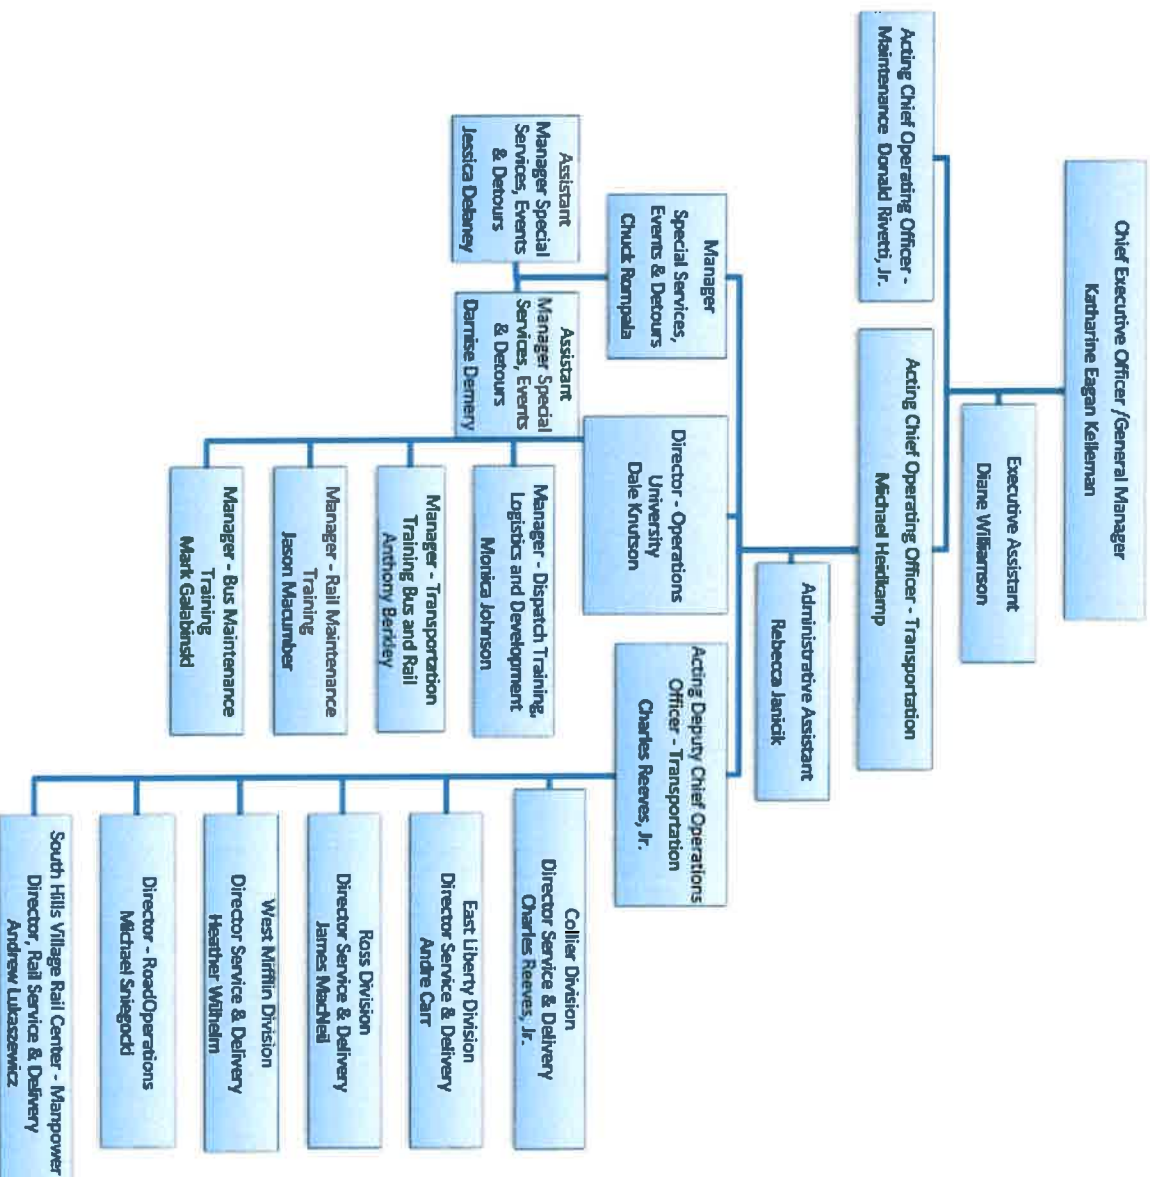 Chief Executive Officer /General Manager
Katharine Eagan Kelleman
Executive Assistant
Diane Williamson
Acting Chief Operating Officer -
Maintenance Donald Rivetti, Jr.
Acting Chief Operating Officer - Transportation
Michael Heidkamp
Administrative Assistant
Rebecca Janicik
Manager
Special Services,
Events & Detours
Chuck Rompala
Assistant
Manager Special
Services, Events
& Detours
Jessica Delaney
Assistant
Manager Special
Services, Events
& Detours
Darnise Demery
Director - Operations
University
Dale Knutson
Manager - Dispatch Training,
Logistics and Development
Monica Johnson
Manager - Transportation
Training Bus and Rail
Anthony Berkley
Manager - Rail Maintenance
Training
Jason Macumber
Manager - Bus Maintenance
Training
Mark Galabinski
Acting Deputy Chief Operations
Officer - Transportation
Charles Reeves, Jr.
Collier Division
Director Service & Delivery
Charles Reeves, Jr.
East Liberty Division
Director Service & Delivery
Andre Carr
Ross Division
Director Service & Delivery
James MacNeil
West Mifflin Division
Director Service & Delivery
Heather Wilhelm
Director - RoadOperations
Michael Sniegocki
South Hills Village Rail Center - Manpower
Director, Rail Service & Delivery
Andrew Lukaszewicz